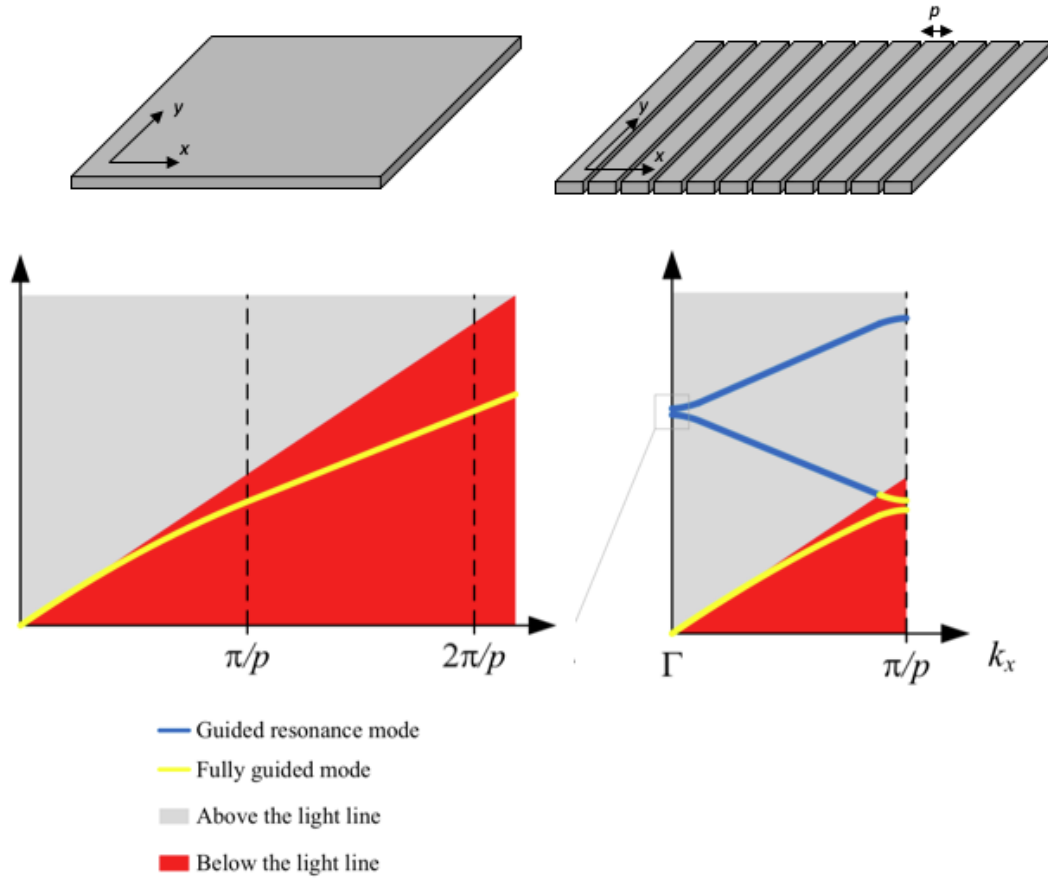 p
y
x
y
x
π/p
2π/p
Γ
π/p
k_x
Guided resonance mode
Fully guided mode
Above the light line
Below the light line